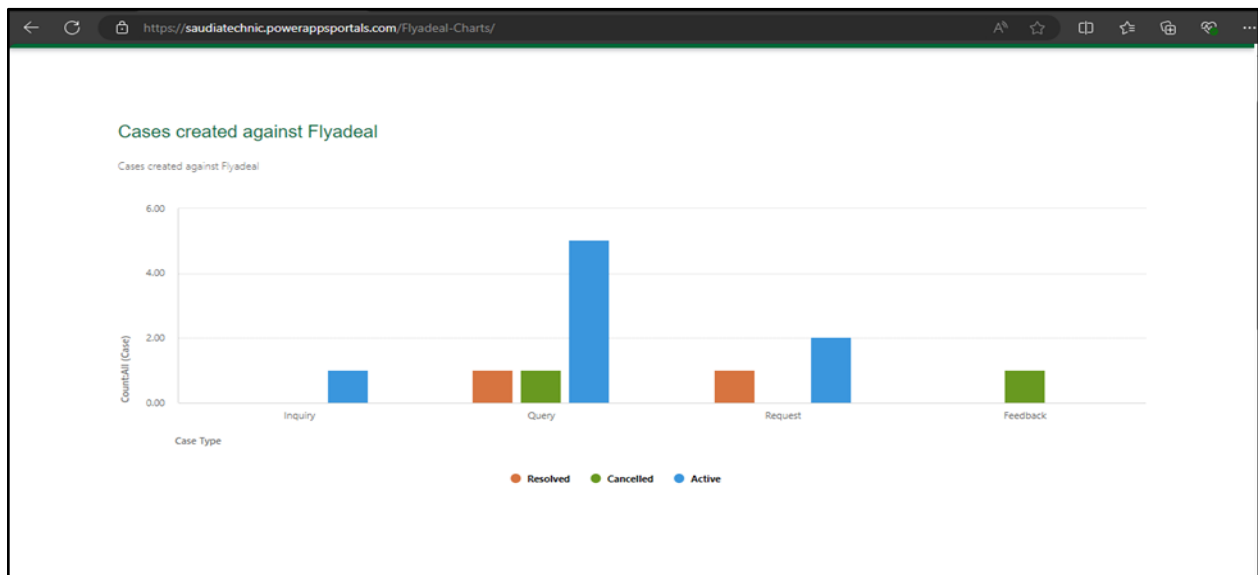 https://saudiatechnic.powerappsportals.com/Flyadeal-Charts/
Cases created against Flyadeal
Cases created against Flyadeal
6.00
4.00
2.00
0.00
Count:All (Case)
Inquiry Query Request Feedback
Case Type
Resolved Cancelled Active